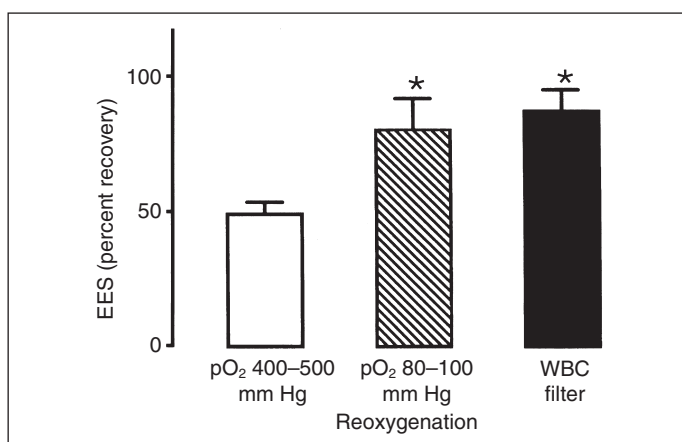 100
50
0
EES (percent recovery)
* *
pO₂ 400–500 pO₂ 80–100 WBC
mm Hg mm Hg filter
Reoxygenation